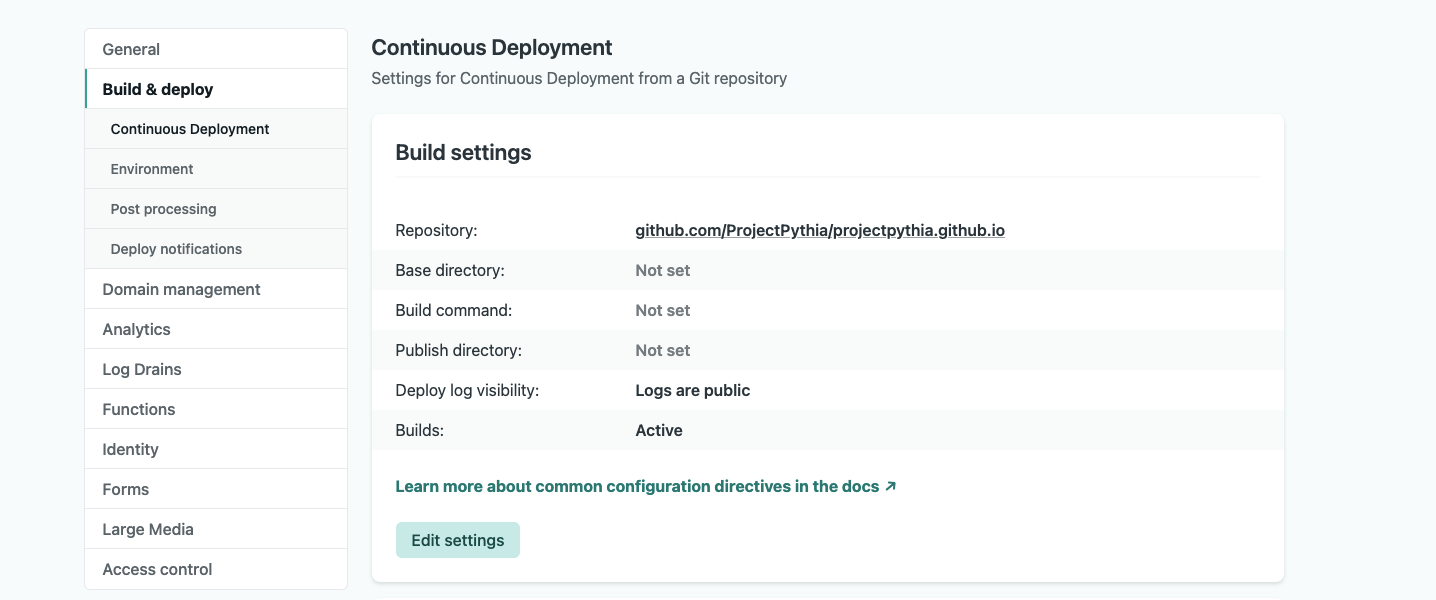 General
Build & deploy
Continuous Deployment
Environment
Post processing
Deploy notifications
Domain management
Analytics
Log Drains
Functions
Identity
Forms
Large Media
Access control
Continuous Deployment
Settings for Continuous Deployment from a Git repository
Build settings
Repository: github.com/ProjectPythia/projectpythia.github.io
Base directory: Not set
Build command: Not set
Publish directory: Not set
Deploy log visibility: Logs are public
Builds: Active
Learn more about common configuration directives in the docs ↗
Edit settings